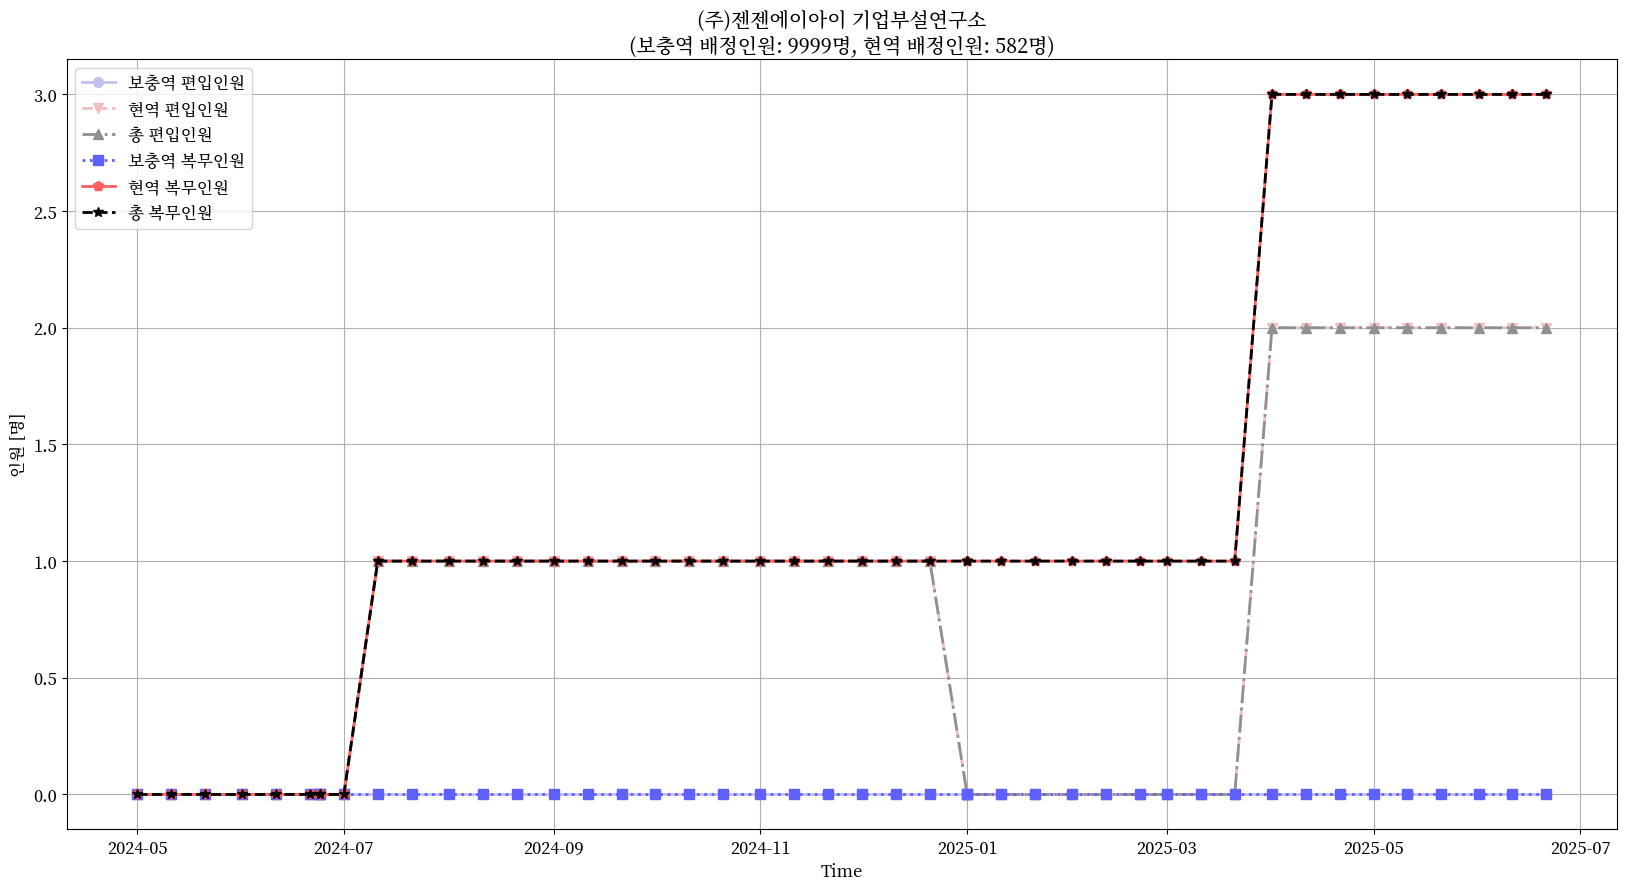 (주)젠젠에이아이 기업부설연구소
(보충역 배정인원: 9999명, 현역 배정인원: 582명)
보충역 편입인원
현역 편입인원
총 편입인원
보충역 복무인원
현역 복무인원
총 복무인원
3.0
2.5
2.0
1.5
1.0
0.5
0.0
인원 [명]
2024-05
2024-07
2024-09
2024-11
2025-01
2025-03
2025-05
2025-07
Time